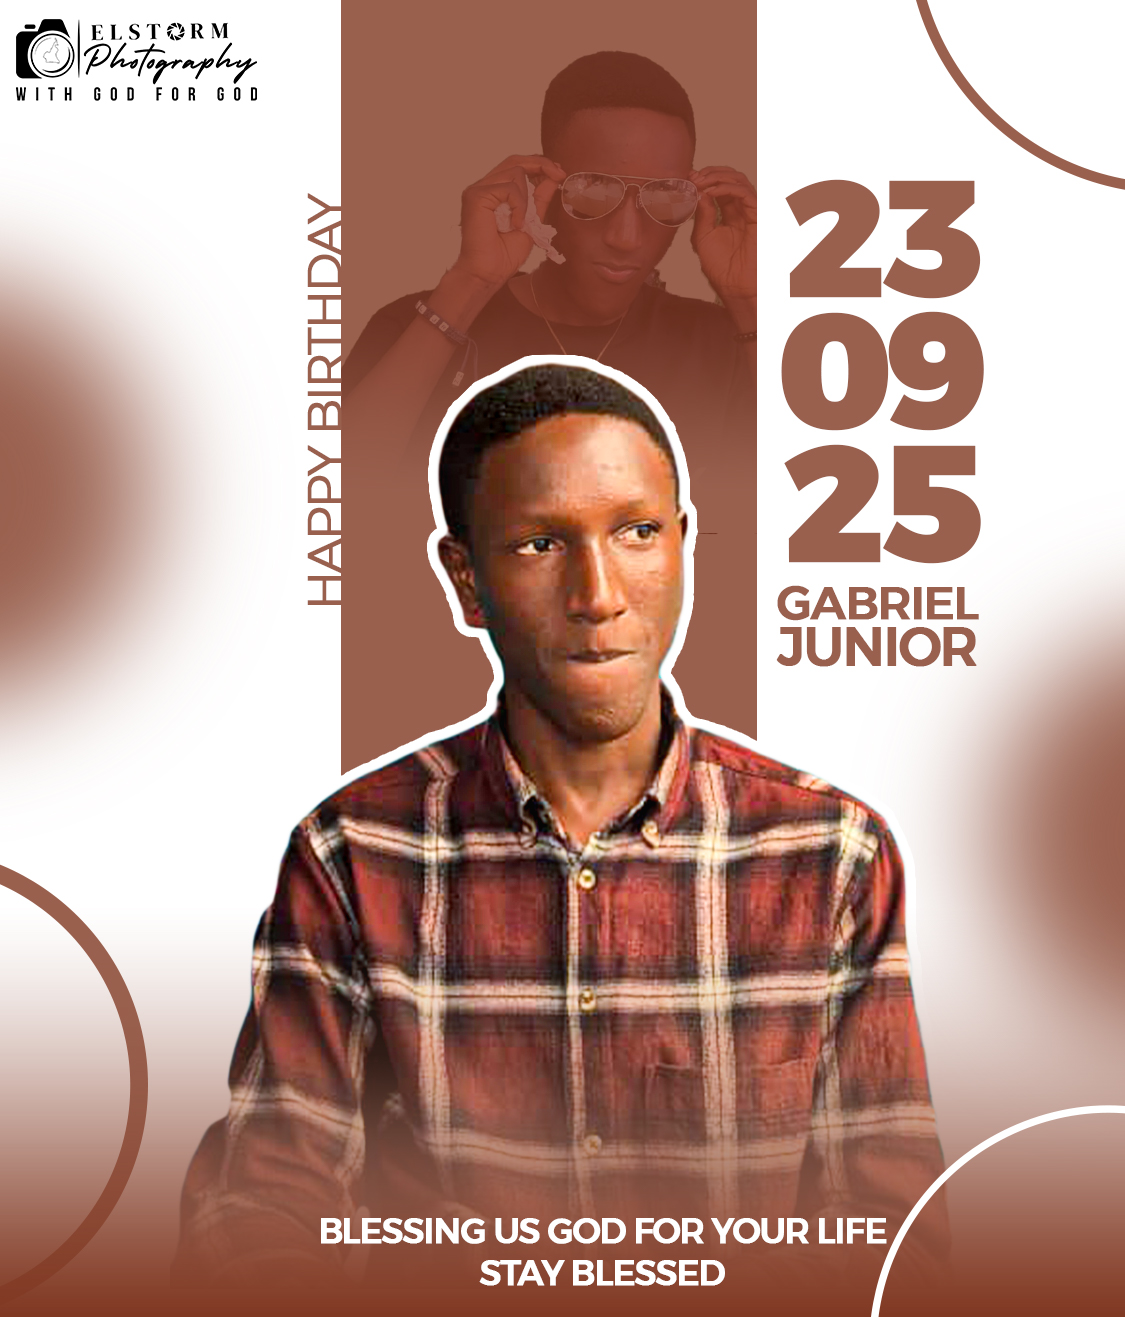 ELSTORM
Photography
WITH GOD FOR GOD
HAPPY BIRTHDAY
23
09
25
GABRIEL
JUNIOR
BLESSING US GOD FOR YOUR LIFE
STAY BLESSED